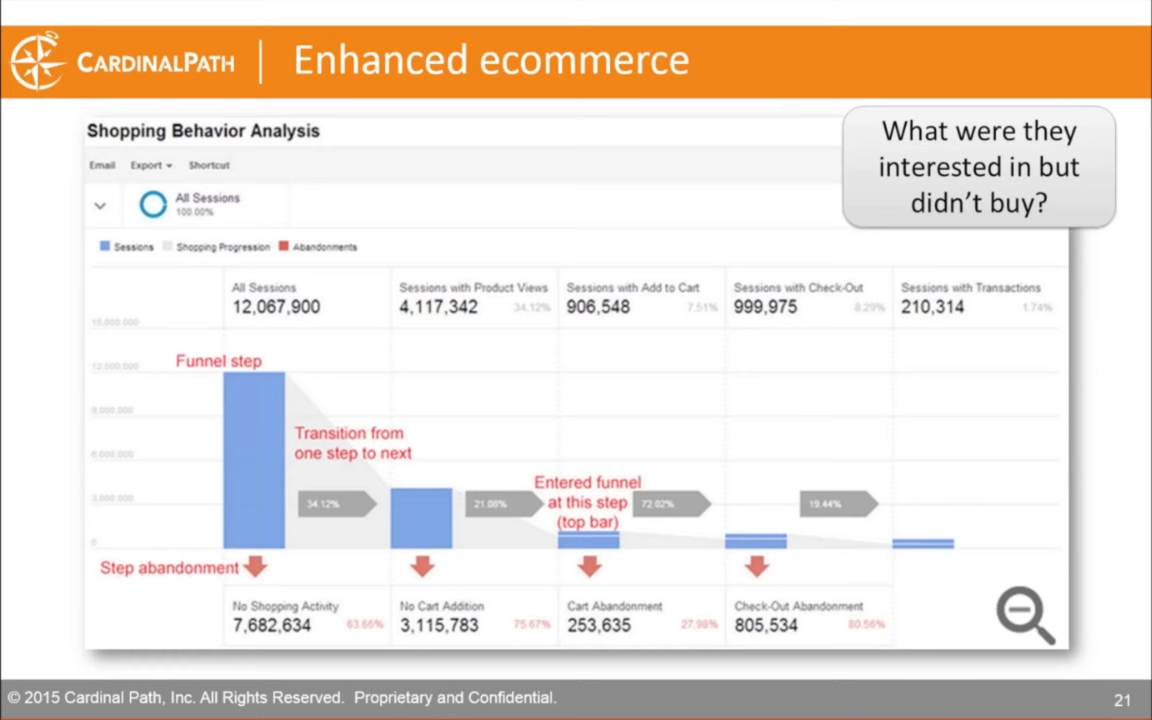 CARDINALPATH
Enhanced ecommerce
What were they
interested in but
didn't buy?
Shopping Behavior Analysis
Email Export Shortcut
All Sessions
100.00%
Sessions Shopping Progression Abandonments
All Sessions Sessions with Product Views Sessions with Add to Cart Sessions with Check-Out Sessions with Transactions
12,067,900 4,117,342 34.12% 906,548 7.51% 999,975 8.29% 210,314 1.74%
15,000,000
Funnel step
12,000,000
9,000,000
Transition from
one step to next
6,000,000
Entered funnel
at this step
(top bar)
3,000,000
34.12% 21.08% 72.02% 19.44%
0
Step abandonment
No Shopping Activity No Cart Addition Cart Abandonment Check-Out Abandonment
7,682,634 63.66% 3,115,783 75.67% 253,635 27.98% 805,534 80.56%
© 2015 Cardinal Path, Inc. All Rights Reserved. Proprietary and Confidential.
21